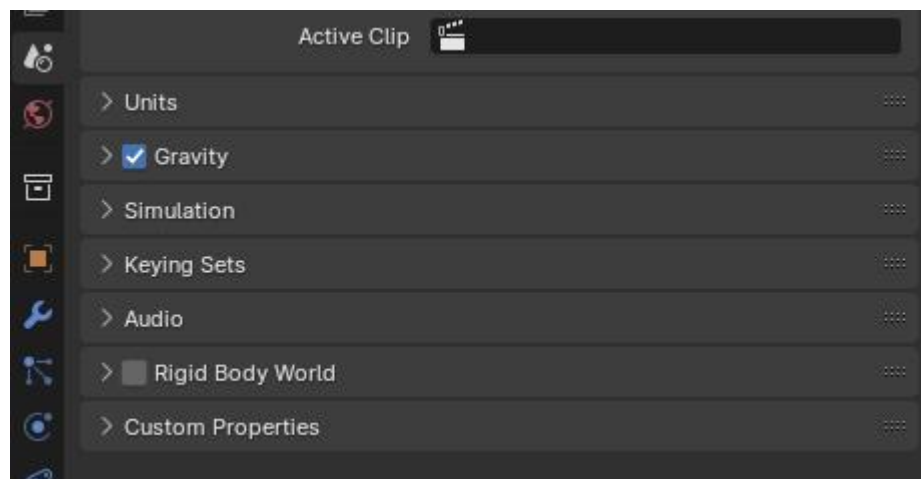 Active Clip
Units
Gravity
Simulation
Keying Sets
Audio
Rigid Body World
Custom Properties